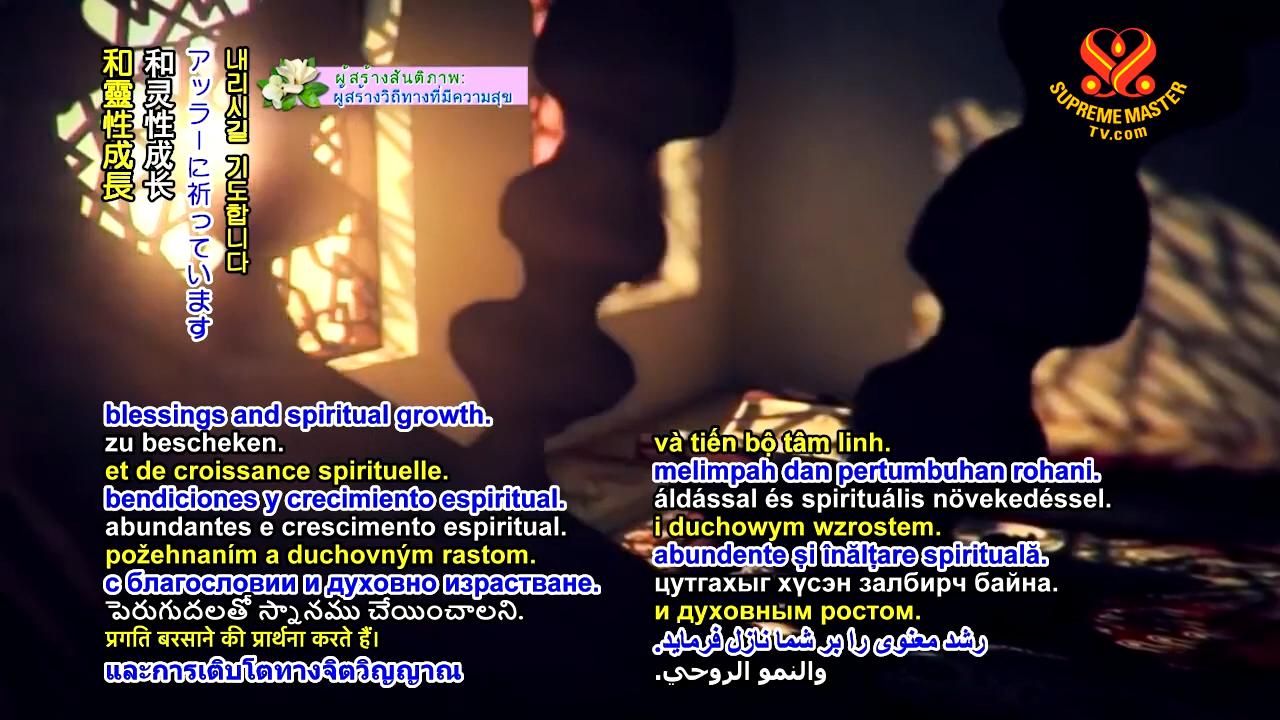 和靈性成長
和灵性成长
アッラーに祈っています
내리시길 기도합니다
ผู้สร้างสันติภาพ:
ผู้สร้างวิถีทางที่มีความสุข
SUPREME MASTER
TV.com
blessings and spiritual growth.
zu bescheken.
et de croissance spirituelle.
bendiciones y crecimiento espiritual.
abundantes e crescimento espiritual.
požehnaním a duchovným rastom.
с благословии и духовно израстване.
పెరుగుదలతో స్నానము చేయించాలని.
प्रगति बरसाने की प्रार्थना करते हैं।
และการเติบโตทางจิตวิญญาณ
và tiến bộ tâm linh.
melimpah dan pertumbuhan rohani.
áldással és spirituális növekedéssel.
i duchowym wzrostem.
abundente și înălțare spirituală.
цутгахыг хүсэн залбирч байна.
и духовным ростом.
رشد معنوی را بر شما نازل فرماید.
والنمو الروحي.